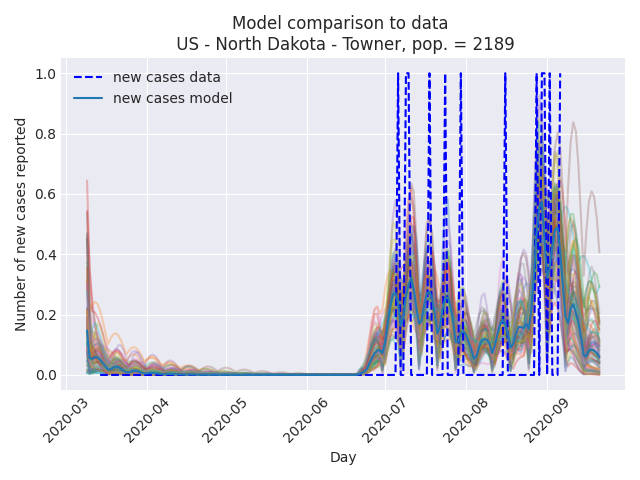 Model comparison to data
US - North Dakota - Towner, pop. = 2189
new cases data
new cases model
Number of new cases reported
1.0
0.8
0.6
0.4
0.2
0.0
2020-03
2020-04
2020-05
2020-06
2020-07
2020-08
2020-09
Day